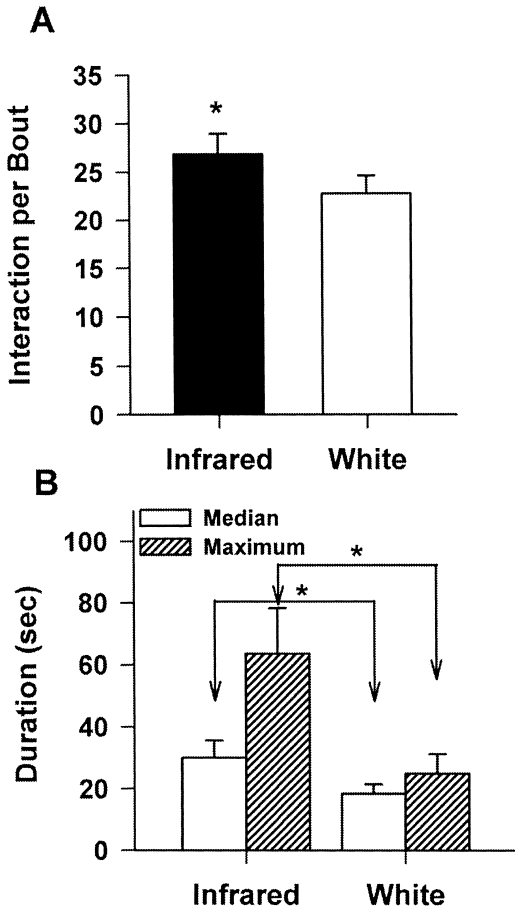 A
Interaction per Bout
35
30
25
20
15
10
5
0
*
Infrared
White
B
Duration (sec)
100
80
60
40
20
0
Median
Maximum
*
*
Infrared
White